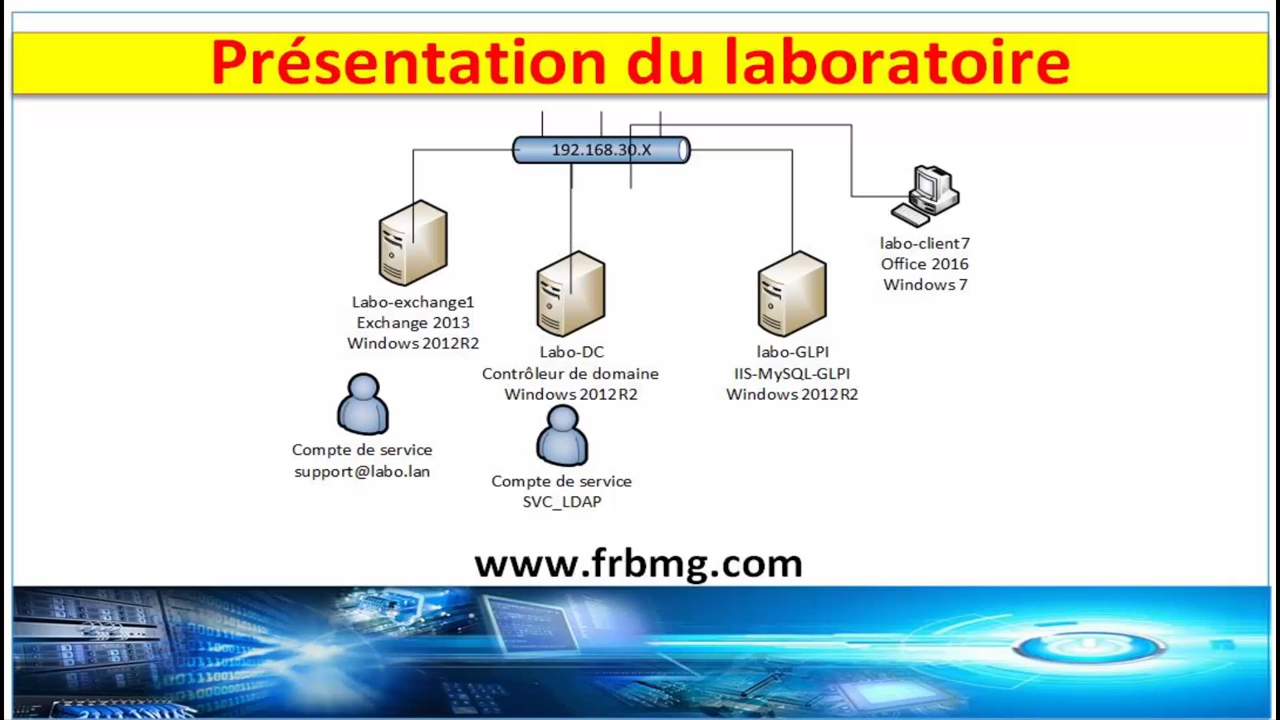 Présentation du laboratoire
192.168.30.X
Labo-exchange1
Exchange 2013
Windows 2012R2
Labo-DC
Contrôleur de domaine
Windows 2012R2
labo-GLPI
IIS-MySQL-GLPI
Windows 2012R2
labo-client7
Office 2016
Windows 7
Compte de service
support@labo.lan
Compte de service
SVC_LDAP
www.frbmg.com